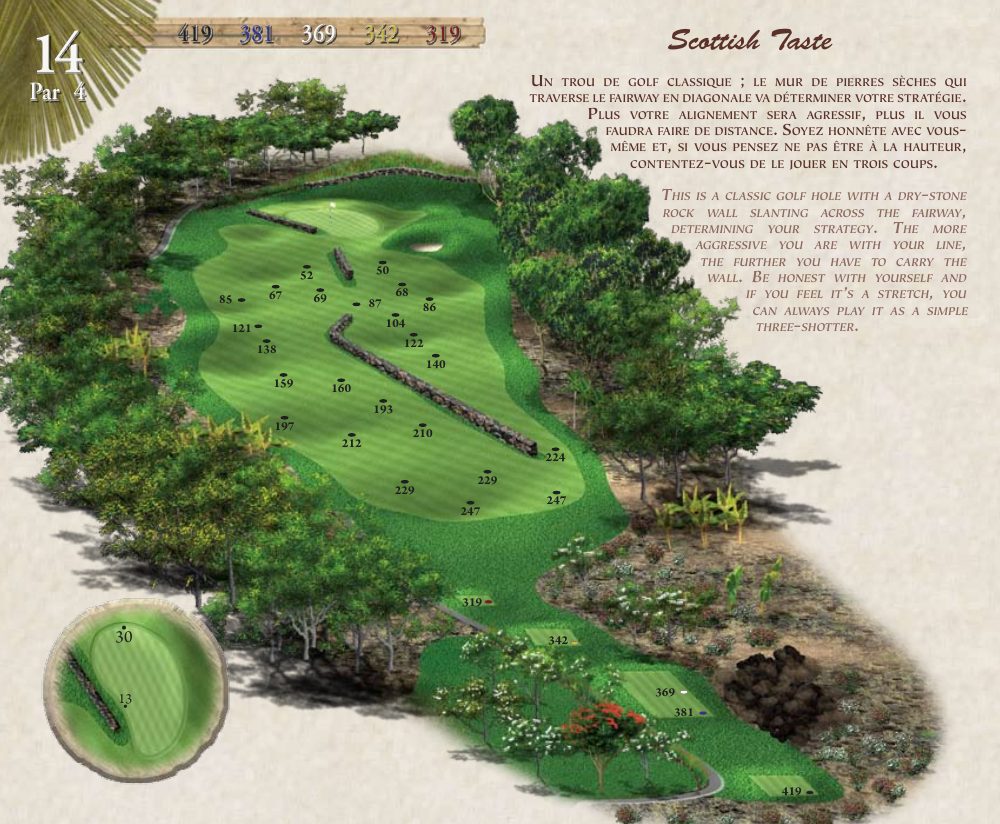 14
Par 4
419 381 369 342 319
Scottish Taste
Un trou de golf classique ; le mur de pierres sèches qui
traverse le fairway en diagonale va déterminer votre stratégie.
Plus votre alignement sera agressif, plus il vous
faudra faire de distance. Soyez honnête avec vous-
même et, si vous pensez ne pas être à la hauteur,
contentez-vous de le jouer en trois coups.
This is a classic golf hole with a dry-stone
rock wall slanting across the fairway,
determining your strategy. The more
aggressive you are with your line,
the further you have to carry the
wall. Be honest with yourself and
if you feel it's a stretch, you
can always play it as a simple
three-shotter.
52 50
67 69 68
85 87 86
104
121 122
138 140
159 160
193
197 210
212 224
229 229
247 247
319
342
369
381
419
30
13